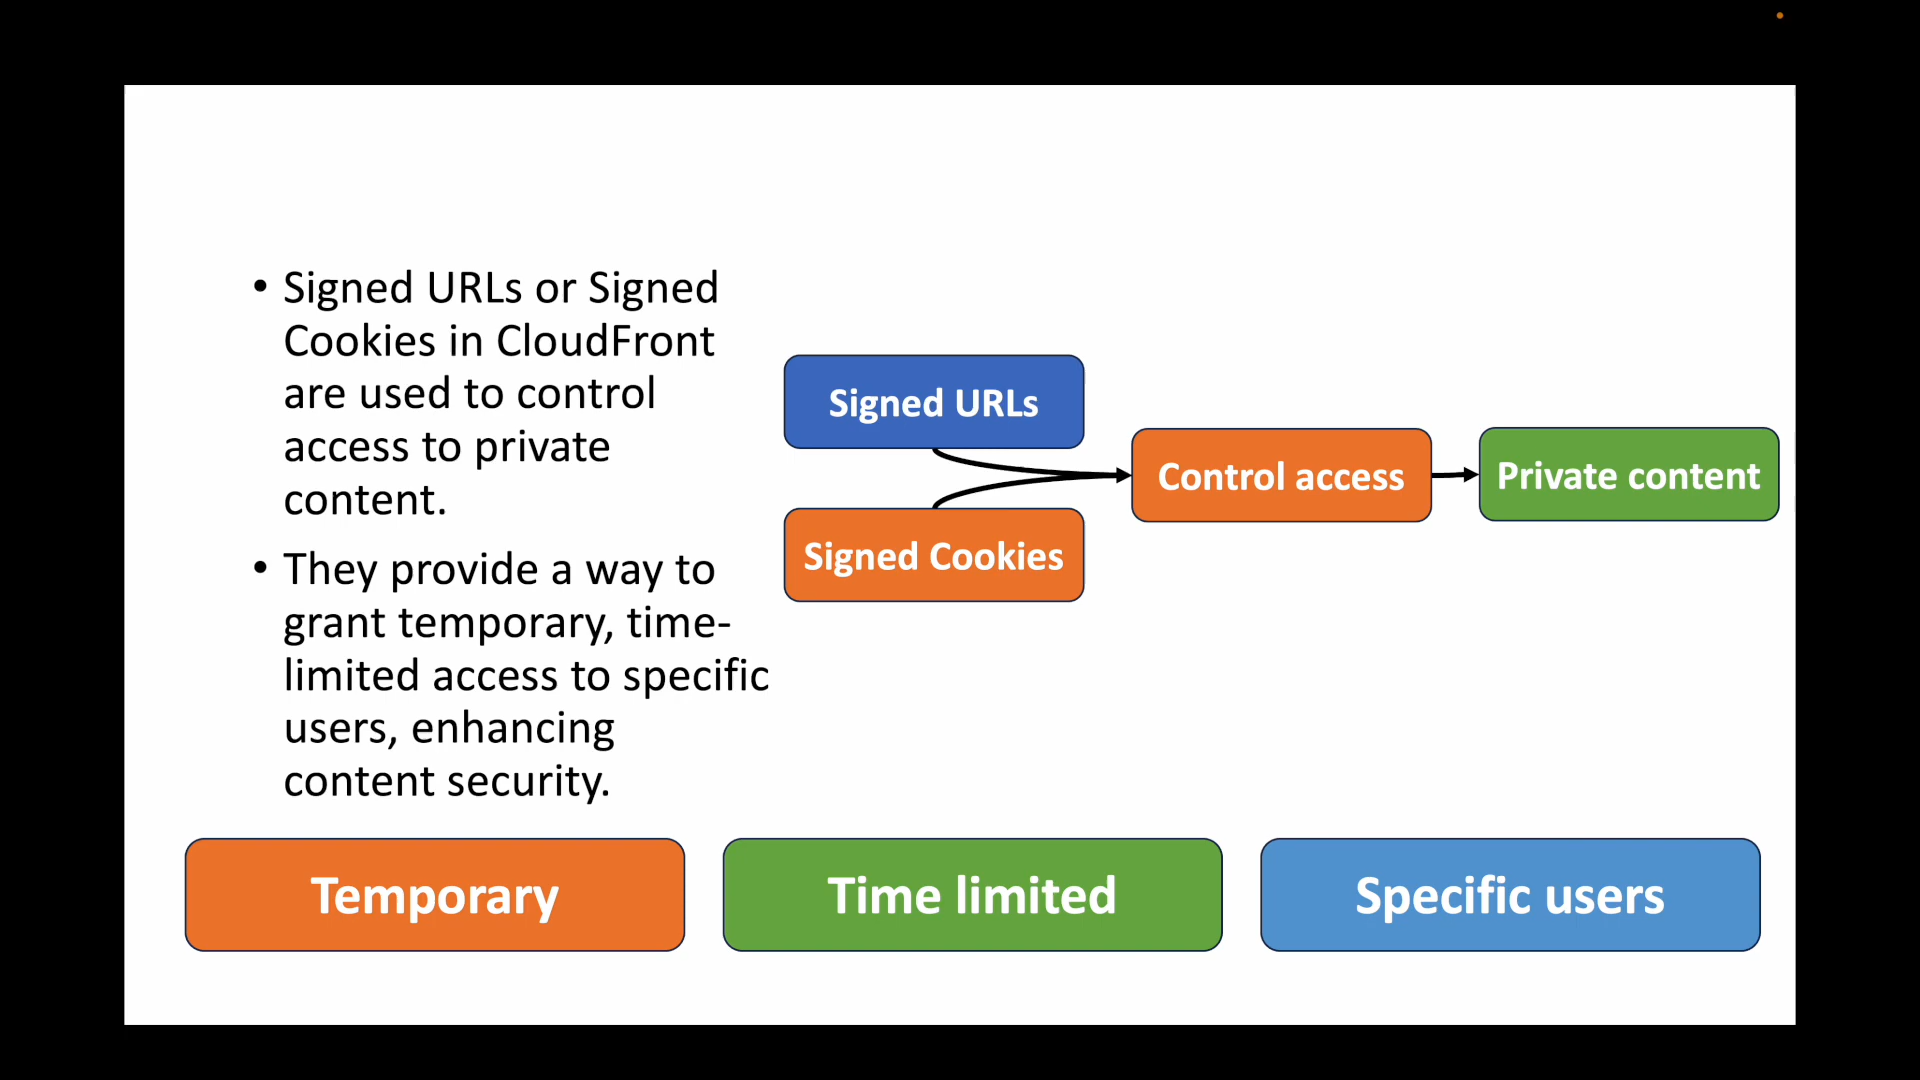 • Signed URLs or Signed
Cookies in CloudFront
are used to control
access to private
content.
• They provide a way to
grant temporary, time-
limited access to specific
users, enhancing
content security.
Signed URLs
Signed Cookies
Control access
Private content
Temporary
Time limited
Specific users